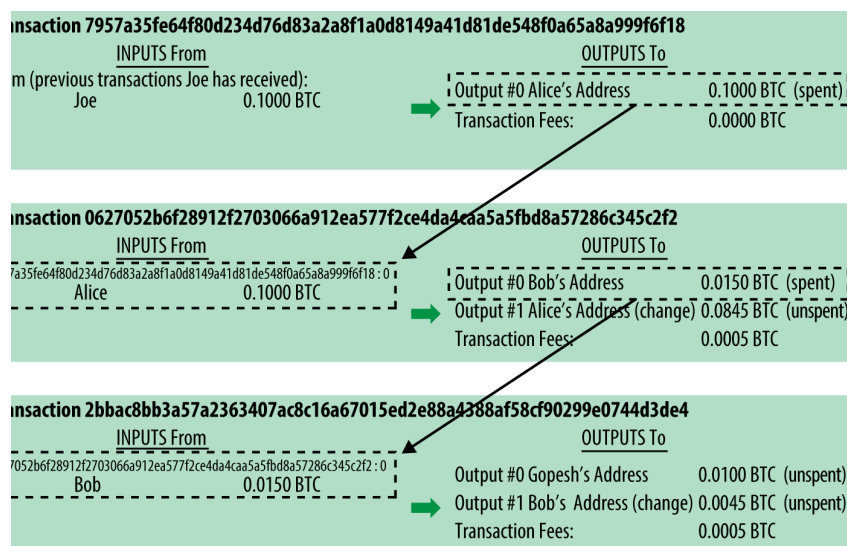 ansaction 7957a35fe64f80d234d76d83a2a8f1a0d8149a41d81de548f0a65a8a999f6f18
INPUTS From OUTPUTS To
m (previous transactions Joe has received):
Joe 0.1000 BTC
Output #0 Alice's Address 0.1000 BTC (spent)
Transaction Fees: 0.0000 BTC
ansaction 0627052b6f28912f2703066a912ea577f2ce4da4caa5a5fbd8a57286c345c2f2
INPUTS From OUTPUTS To
7a35fe64f80d234d76d83a2a8f1a0d8149a41d81de548f0a65a8a999f6f18 : 0
Alice 0.1000 BTC
Output #0 Bob's Address 0.0150 BTC (spent)
Output #1 Alice's Address (change) 0.0845 BTC (unspent)
Transaction Fees: 0.0005 BTC
ansaction 2bbac8bb3a57a2363407ac8c16a67015ed2e88a4388af58cf90299e0744d3de4
INPUTS From OUTPUTS To
7052b6f28912f2703066a912ea577f2ce4da4caa5a5fbd8a57286c345c2f2 : 0
Bob 0.0150 BTC
Output #0 Gopesh's Address 0.0100 BTC (unspent)
Output #1 Bob's Address (change) 0.0045 BTC (unspent)
Transaction Fees: 0.0005 BTC